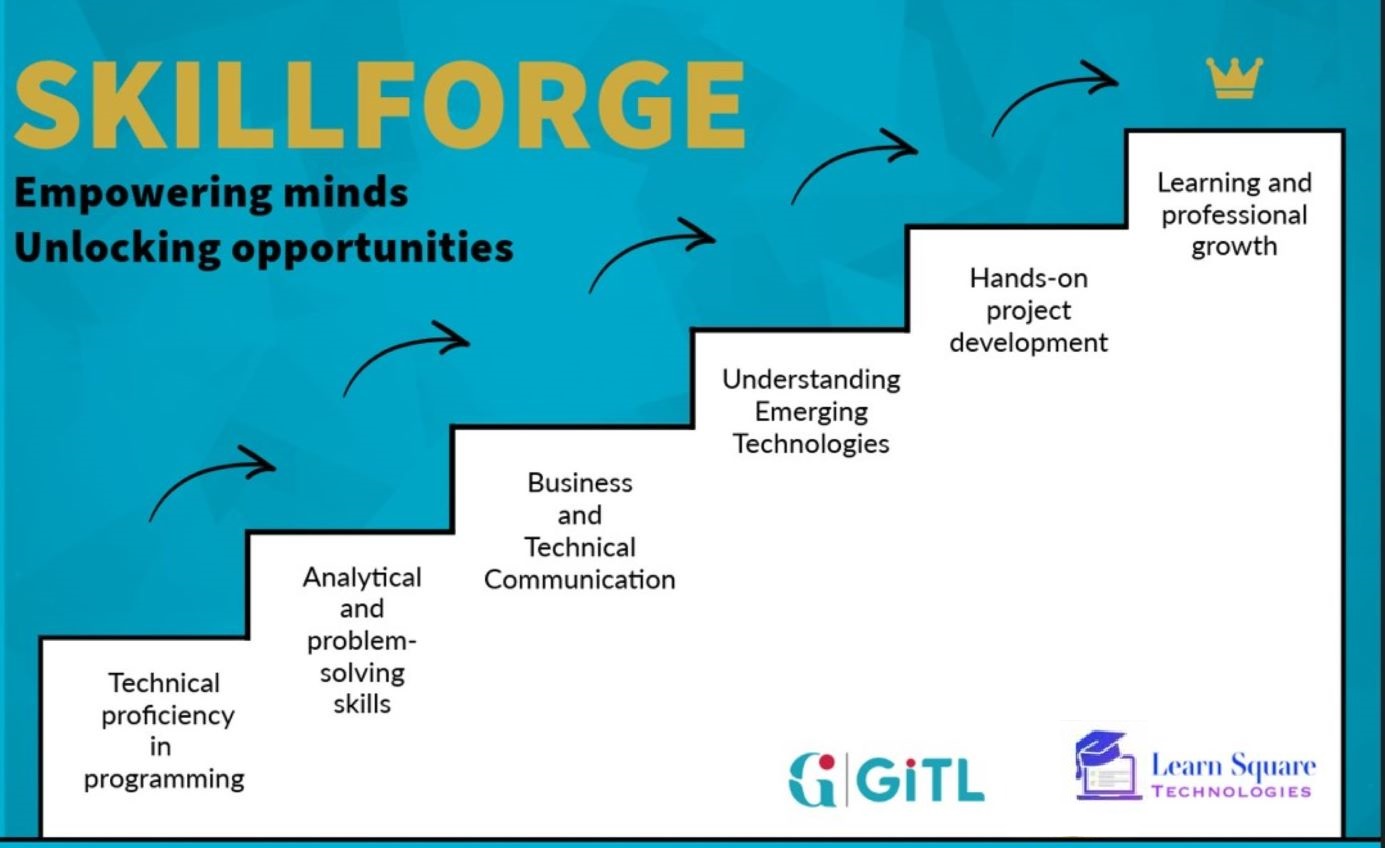 SKILLFORGE
Empowering minds
Unlocking opportunities
Learning and
professional
growth
Hands-on
project
development
Understanding
Emerging
Technologies
Business
and
Technical
Communication
Analytical
and
problem-
solving
skills
Technical
proficiency
in
programming
GiTL
Learn Square
TECHNOLOGIES